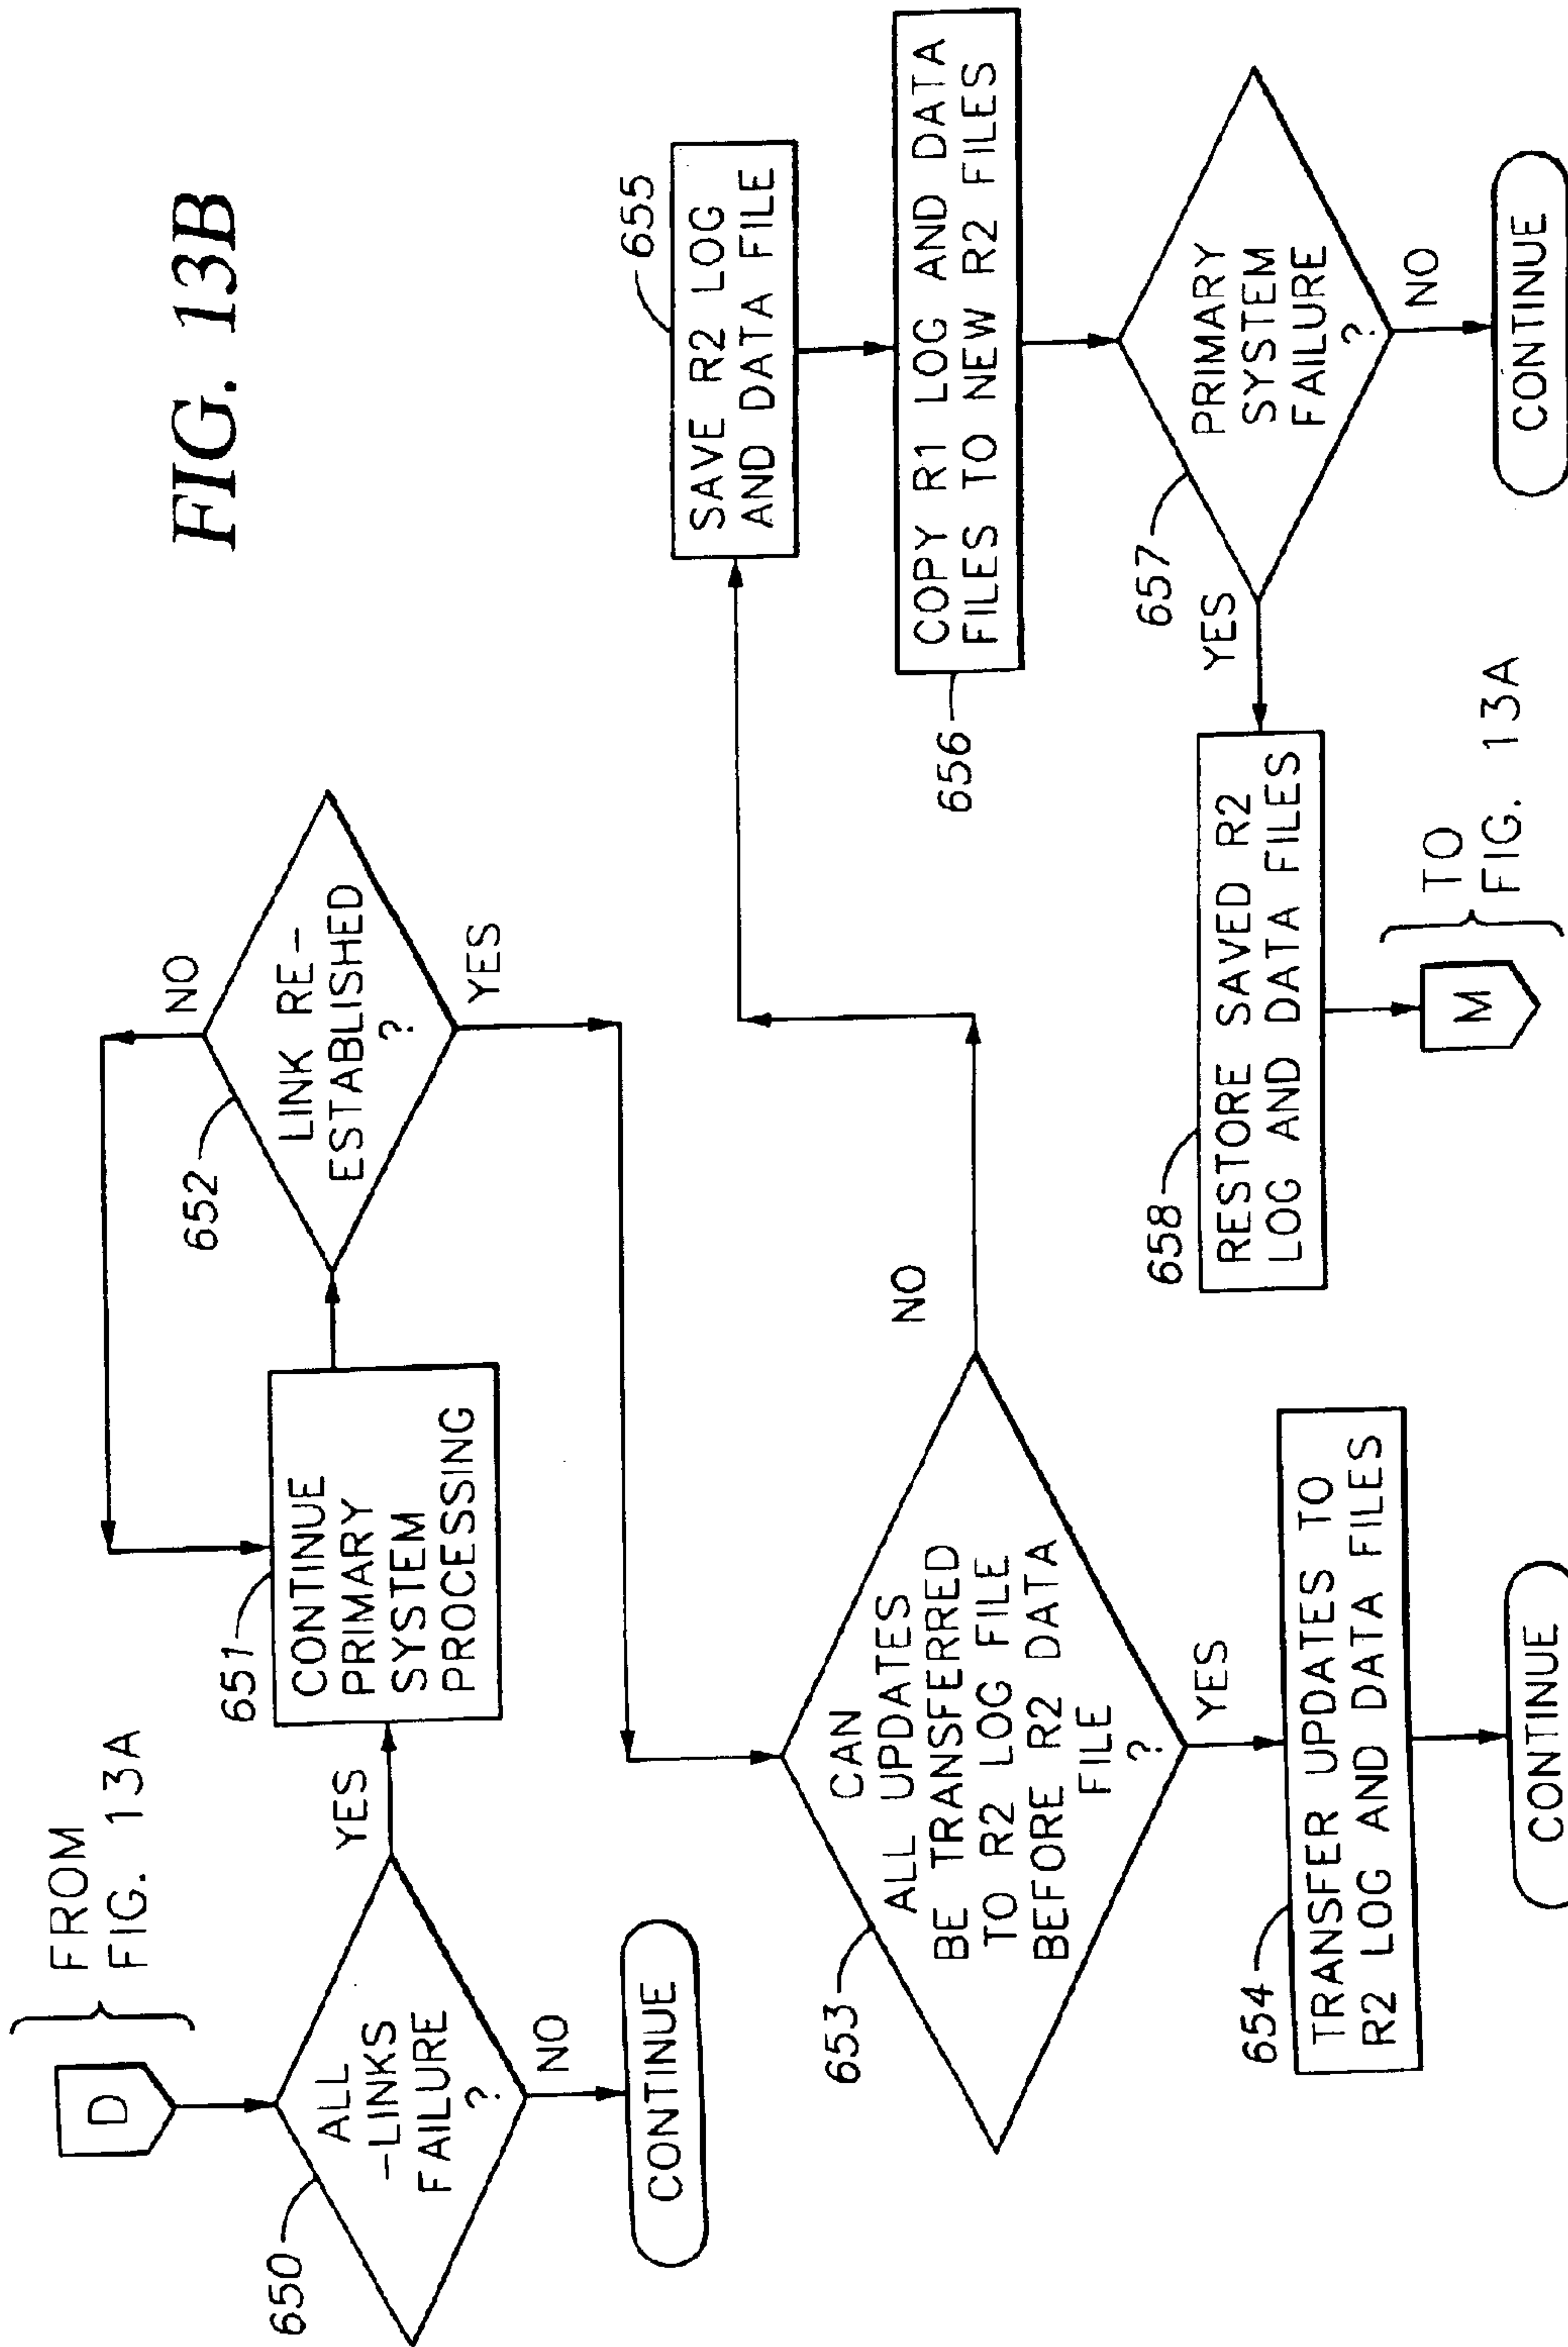 FIG. 13B
FROM
FIG. 13A
D
650
ALL
-LINKS
FAILURE
?
YES
NO
CONTINUE
651
CONTINUE
PRIMARY
SYSTEM
PROCESSING
652
LINK RE-
ESTABLISHED
?
NO
YES
653
CAN
ALL UPDATES
BE TRANSFERRED
TO R2 LOG FILE
BEFORE R2 DATA
FILE
?
NO
YES
654
TRANSFER UPDATES TO
R2 LOG AND DATA FILES
CONTINUE
655
SAVE R2 LOG
AND DATA FILE
656
COPY R1 LOG AND DATA
FILES TO NEW R2 FILES
657
PRIMARY
SYSTEM
FAILURE
?
YES
NO
CONTINUE
658
RESTORE SAVED R2
LOG AND DATA FILES
M
TO
FIG. 13A